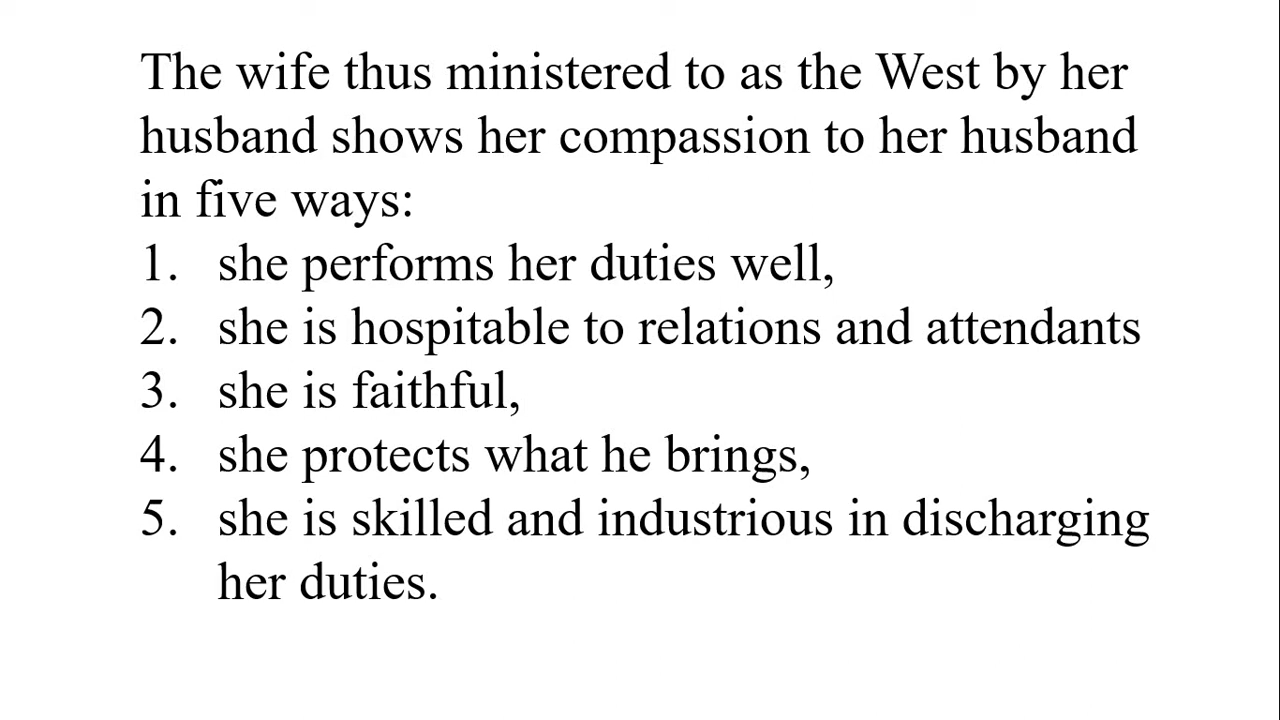 The wife thus ministered to as the West by her
husband shows her compassion to her husband
in five ways:
1. she performs her duties well,
2. she is hospitable to relations and attendants
3. she is faithful,
4. she protects what he brings,
5. she is skilled and industrious in discharging
her duties.